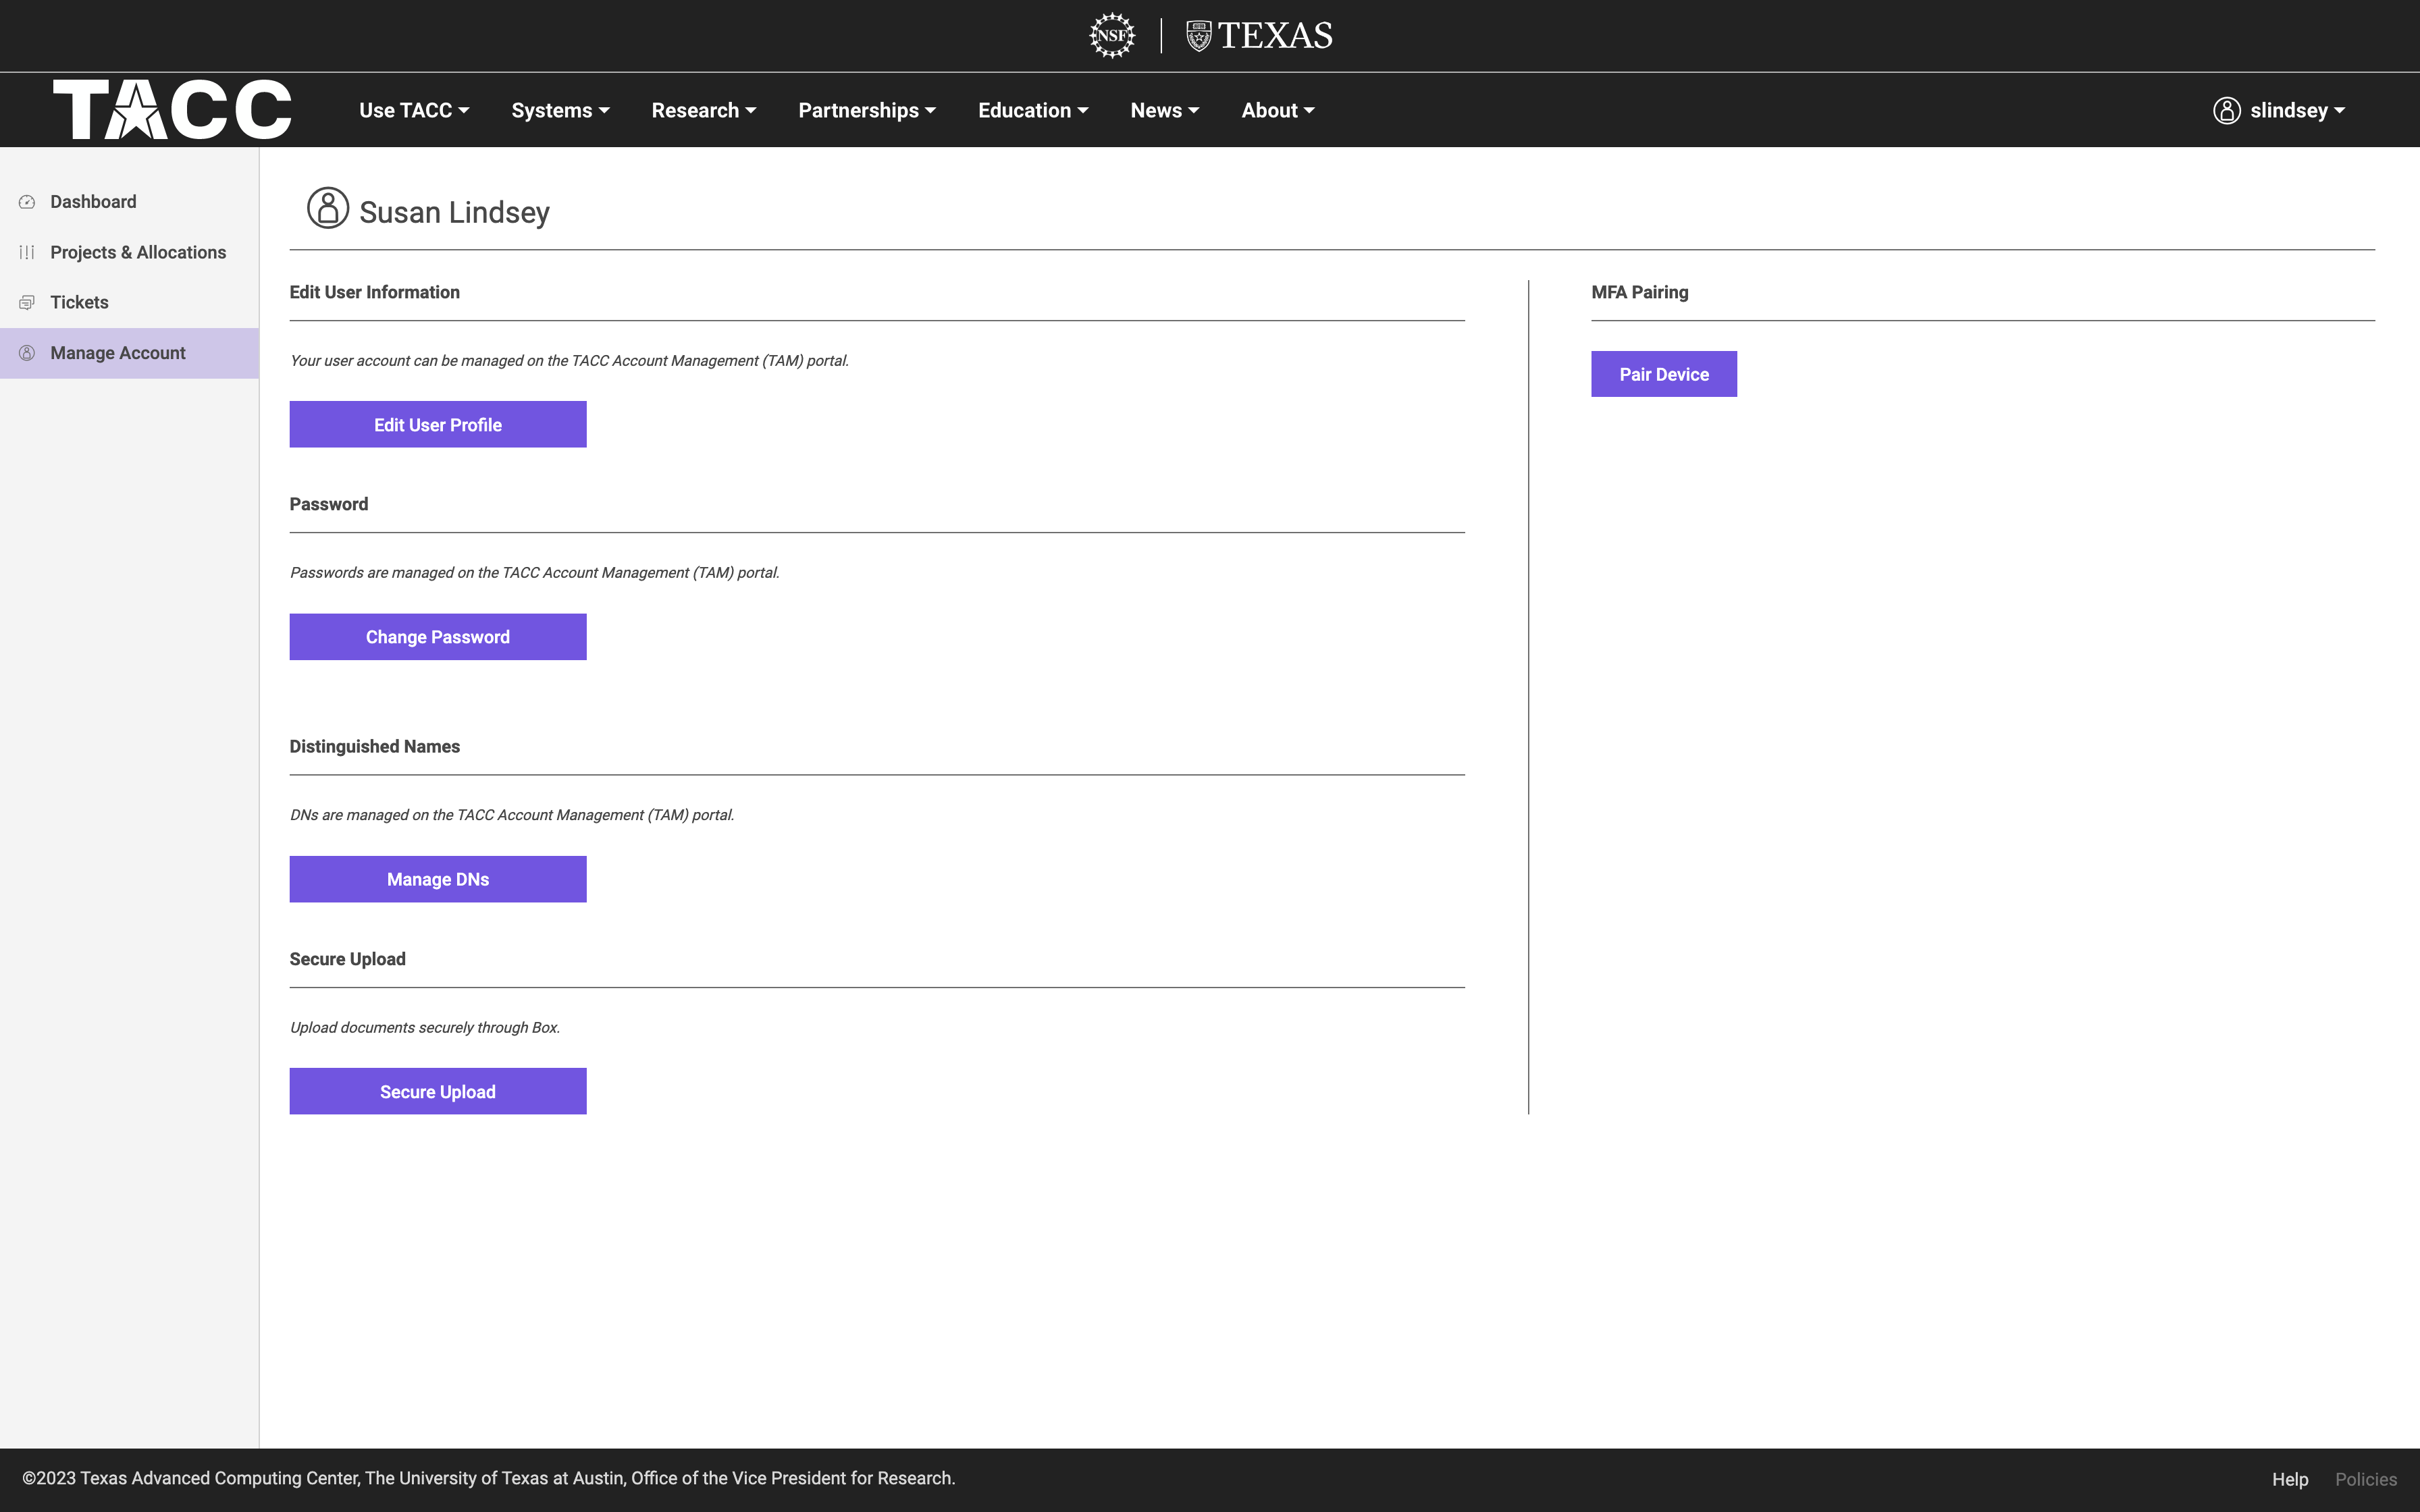 NSF
TEXAS
TACC
Use TACC
Systems
Research
Partnerships
Education
News
About
slindsey
Dashboard
Projects & Allocations
Tickets
Manage Account
Susan Lindsey
Edit User Information
Your user account can be managed on the TACC Account Management (TAM) portal.
Edit User Profile
Password
Passwords are managed on the TACC Account Management (TAM) portal.
Change Password
Distinguished Names
DNs are managed on the TACC Account Management (TAM) portal.
Manage DNs
Secure Upload
Upload documents securely through Box.
Secure Upload
MFA Pairing
Pair Device
©2023 Texas Advanced Computing Center, The University of Texas at Austin, Office of the Vice President for Research.
Help
Policies